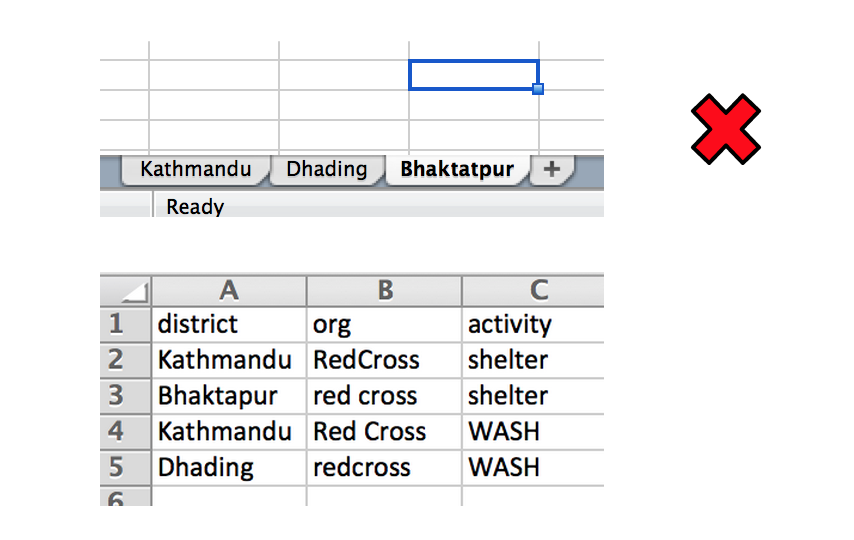 Kathmandu Dhading Bhaktatpur +
Ready
A B C
1 district org activity
2 Kathmandu RedCross shelter
3 Bhaktapur red cross shelter
4 Kathmandu Red Cross WASH
5 Dhading redcross WASH
6